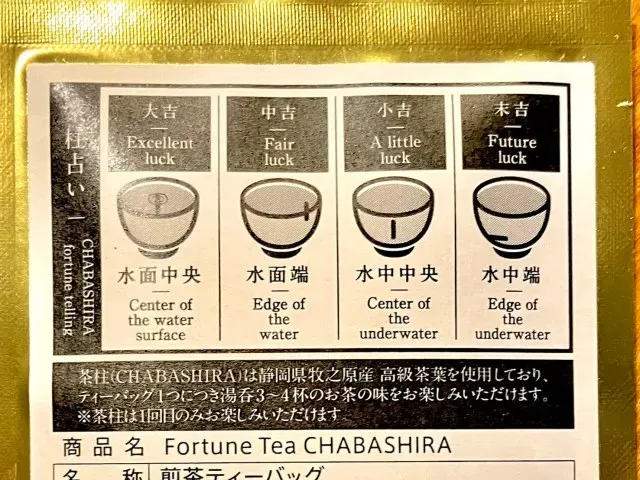 柱占い
CHABASHIRA
fortune telling
大吉
Excellent
luck
中吉
Fair
luck
小吉
A little
luck
末吉
Future
luck
水面中央
Center of
the water
surface
水面端
Edge of
the
water
水中中央
Center of
the
underwater
水中端
Edge of
the
underwater
茶柱(CHABASHIRA)は静岡県牧之原産 高級茶葉を使用しており、
ティーバッグ1つにつき湯呑3〜4杯のお茶の味をお楽しみいただけます。
※茶柱は1回目のみお楽しみいただけます
商品名 Fortune Tea CHABASHIRA
名称 煎茶ティーバッグ